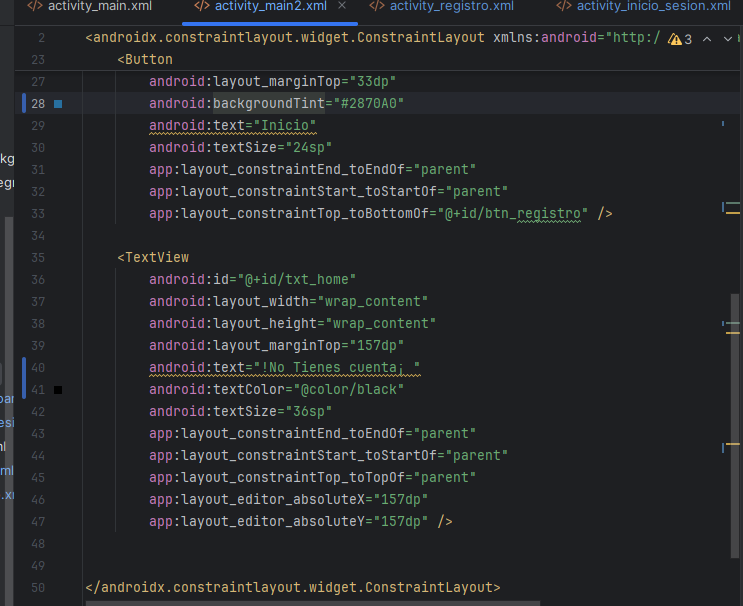 activity_main.xml activity_main2.xml activity_registro.xml activity_inicio_sesion.xml
2 <androidx.constraintlayout.widget.ConstraintLayout xmlns:android="http:/ 3
23 <Button
27 android:layout_marginTop="33dp"
28 android:backgroundTint="#2870A0"
29 android:text="Inicio"
30 android:textSize="24sp"
31 app:layout_constraintEnd_toEndOf="parent"
32 app:layout_constraintStart_toStartOf="parent"
33 app:layout_constraintTop_toBottomOf="@+id/btn_registro" />
34
35 <TextView
36 android:id="@+id/txt_home"
37 android:layout_width="wrap_content"
38 android:layout_height="wrap_content"
39 android:layout_marginTop="157dp"
40 android:text="!No Tienes cuenta¡ "
41 android:textColor="@color/black"
42 android:textSize="36sp"
43 app:layout_constraintEnd_toEndOf="parent"
44 app:layout_constraintStart_toStartOf="parent"
45 app:layout_constraintTop_toTopOf="parent"
46 app:layout_editor_absoluteX="157dp"
47 app:layout_editor_absoluteY="157dp" />
48
49
50 </androidx.constraintlayout.widget.ConstraintLayout>